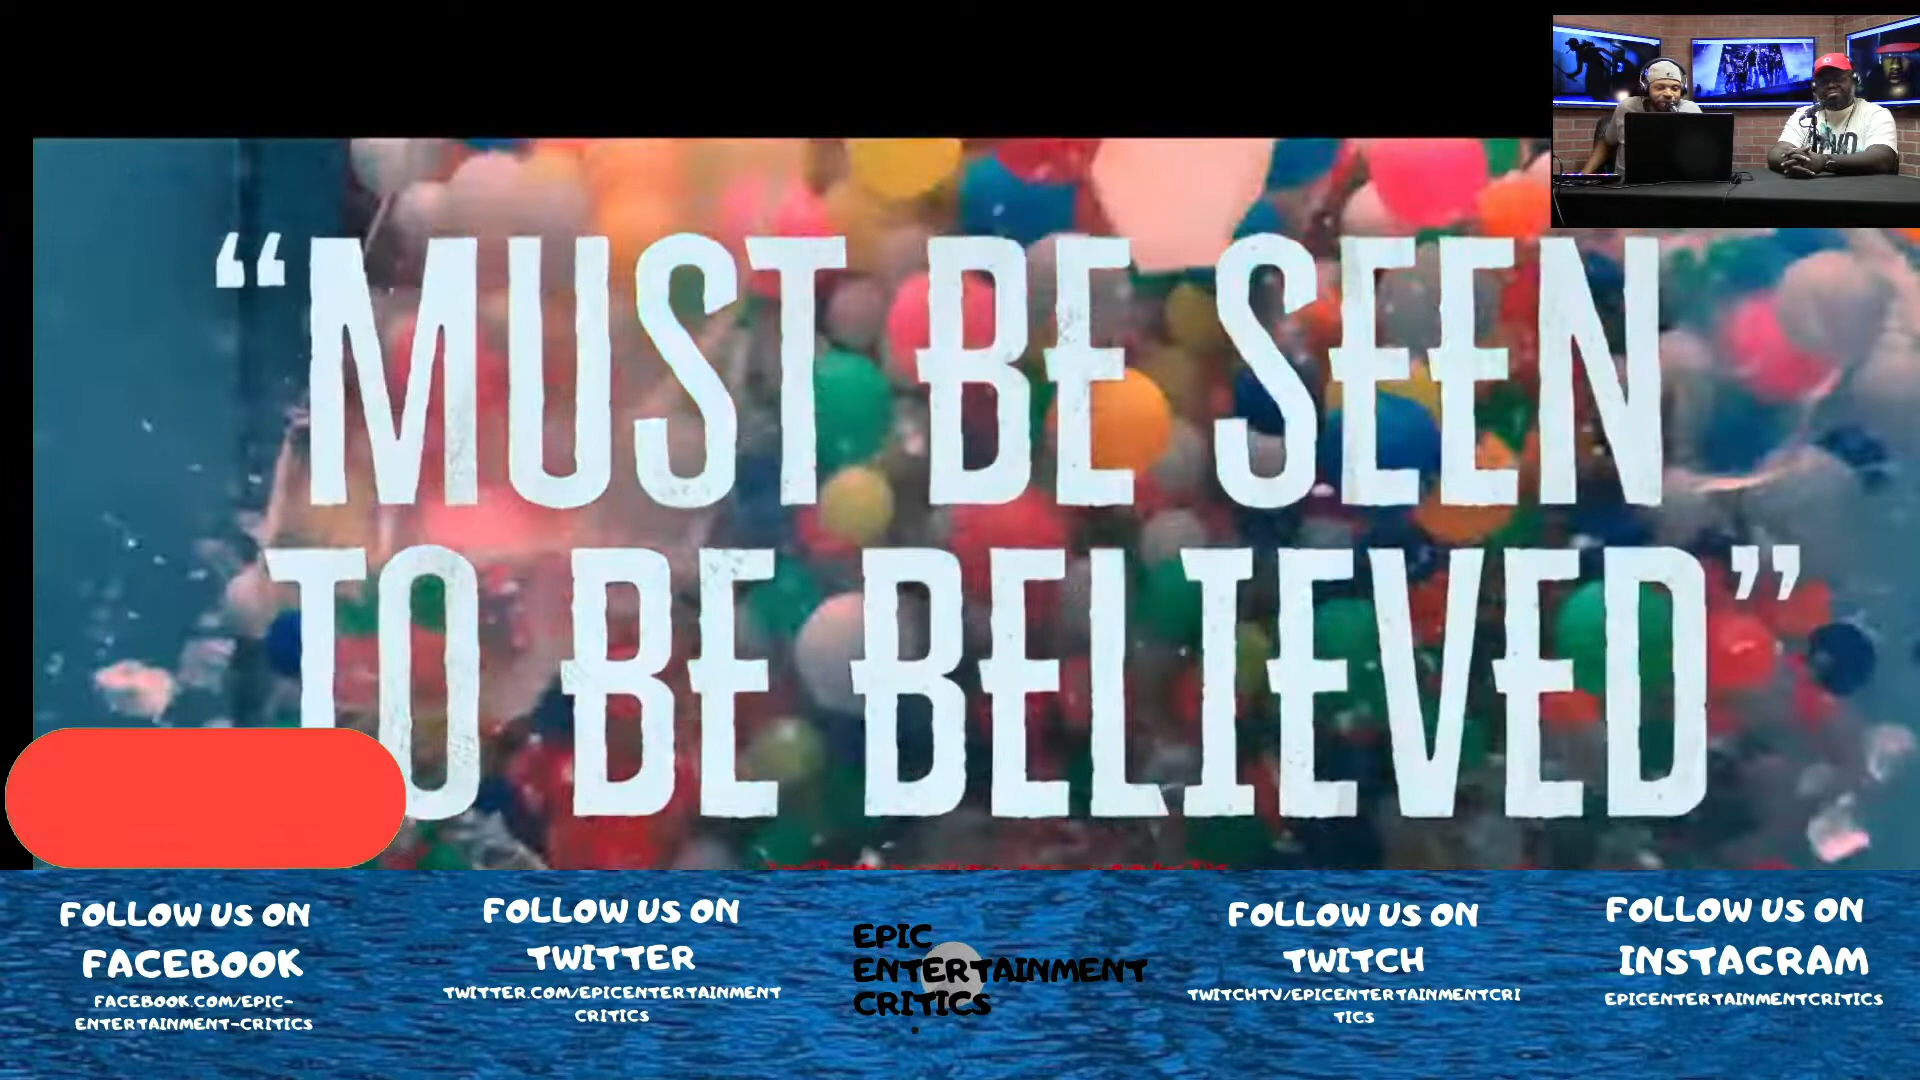 “MUST BE SEEN
TO BE BELIEVED”
FOLLOW US ON
FACEBOOK
FACEBOOK.COM/EPIC-
ENTERTAINMENT-CRITICS
FOLLOW US ON
TWITTER
TWITTER.COM/EPICENTERTAINMENT
CRITICS
EPIC
ENTERTAINMENT
CRITICS
FOLLOW US ON
TWITCH
TWITCHTV/EPICENTERTAINMENTCRI
TICS
FOLLOW US ON
INSTAGRAM
EPICENTERTAINMENTCRITICS